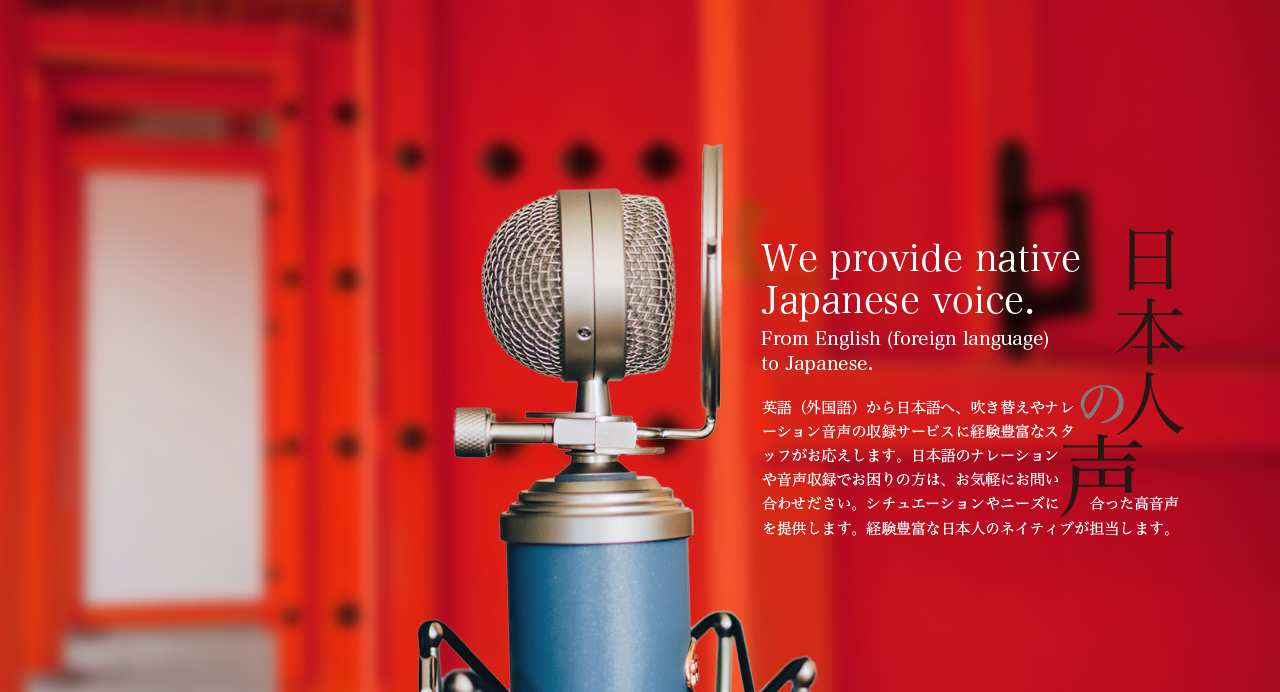 We provide native
Japanese voice.
From English (foreign language)
to Japanese.
英語（外国語）から日本語へ、吹き替えやナレ
ーション音声の収録サービスに経験豊富なスタ
ッフがお応えします。日本語のナレーション
や音声収録でお困りの方は、お気軽にお問い
合わせださい。シチュエーションやニーズに 合った高音声
を提供します。経験豊富な日本人のネイティブが担当します。
日本人の声